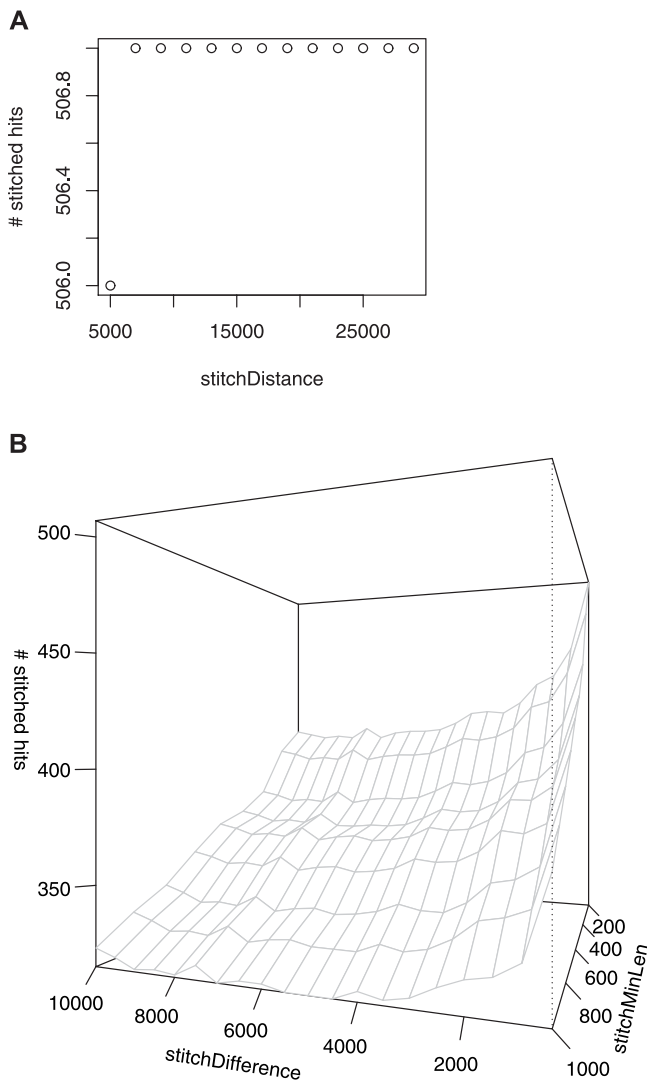 A
# stitched hits
506.8
506.4
506.0
5000
15000
25000
stitchDistance
B
# stitched hits
500
450
400
350
10000
8000
6000
4000
2000
stitchDifference
200
400
600
800
1000
stitchMinLen